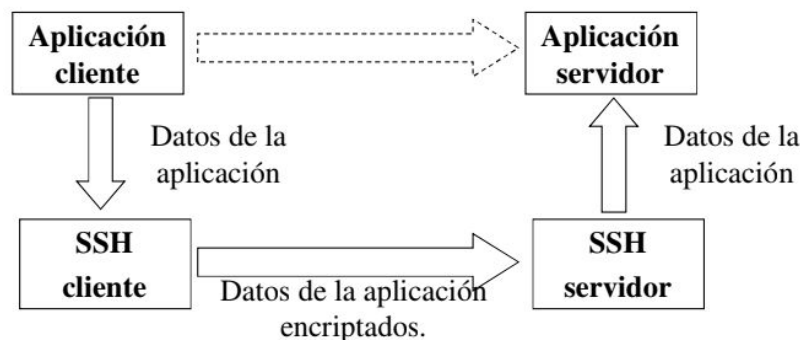 Aplicación
cliente
Aplicación
servidor
Datos de la
aplicación
Datos de la
aplicación
SSH
cliente
SSH
servidor
Datos de la aplicación
encriptados.